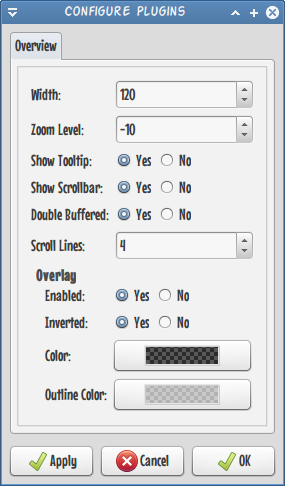 CONFIGURE PLUGINS
Overview
Width: 120
Zoom Level: -10
Show Tooltip: Yes No
Show Scrollbar: Yes No
Double Buffered: Yes No
Scroll Lines: 4
Overlay
Enabled: Yes No
Inverted: Yes No
Color:
Outline Color:
Apply Cancel OK